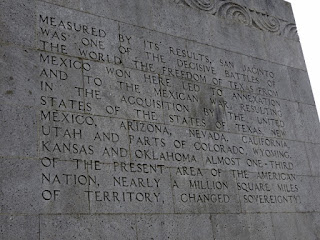 MEASURED BY ITS RESULTS, SAN JACINTO
WAS ONE OF THE DECISIVE BATTLES OF
THE WORLD. THE FREEDOM OF TEXAS FROM
MEXICO WON HERE LED TO ANNEXATION
AND TO THE MEXICAN WAR, RESULTING
IN THE ACQUISITION BY THE UNITED
STATES OF THE STATES OF TEXAS, NEW
MEXICO, ARIZONA, NEVADA, CALIFORNIA,
UTAH AND PARTS OF COLORADO, WYOMING,
KANSAS AND OKLAHOMA. ALMOST ONE-THIRD
OF THE PRESENT AREA OF THE AMERICAN
NATION, NEARLY A MILLION SQUARE MILES
OF TERRITORY, CHANGED SOVEREIGNTY.